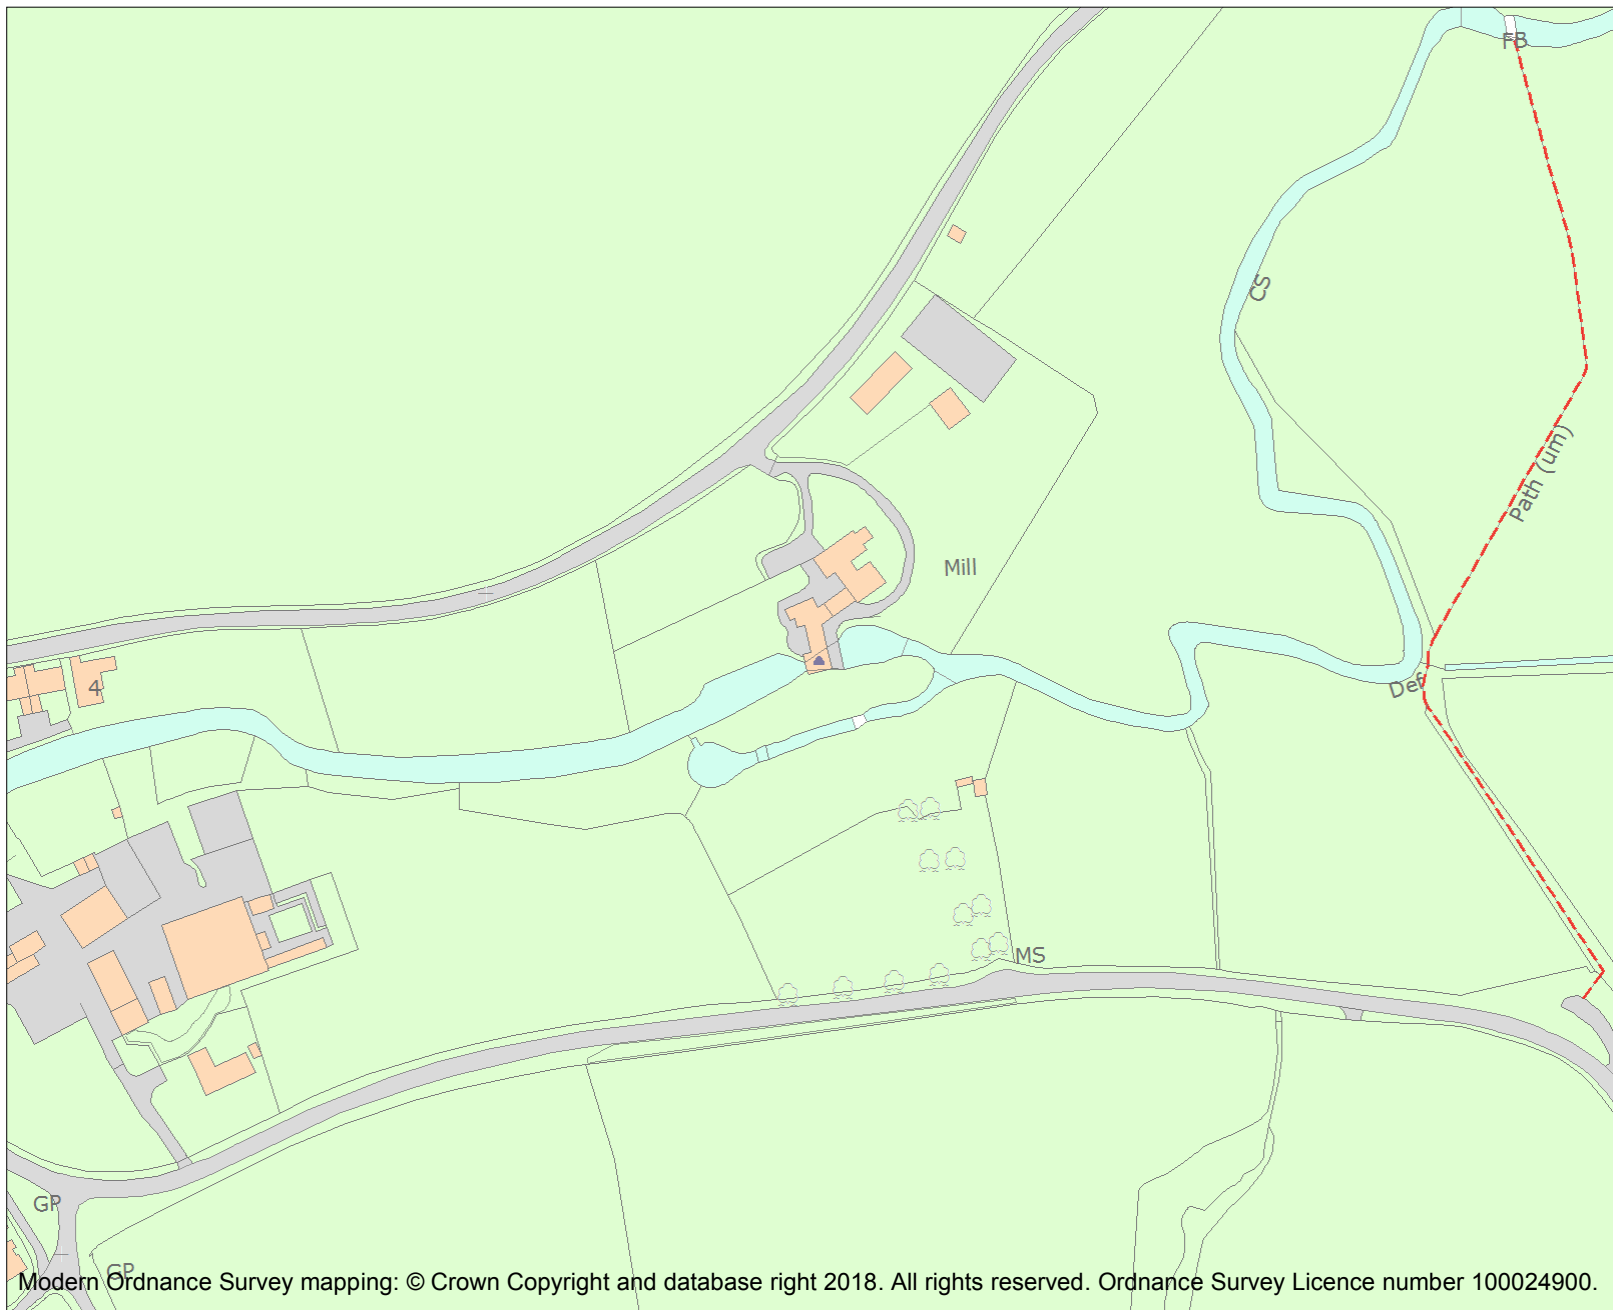 FB
CS
Path (um)
Mill
4
Def
MS
GP
GP
Modern Ordnance Survey mapping: © Crown Copyright and database right 2018. All rights reserved. Ordnance Survey Licence number 100024900.